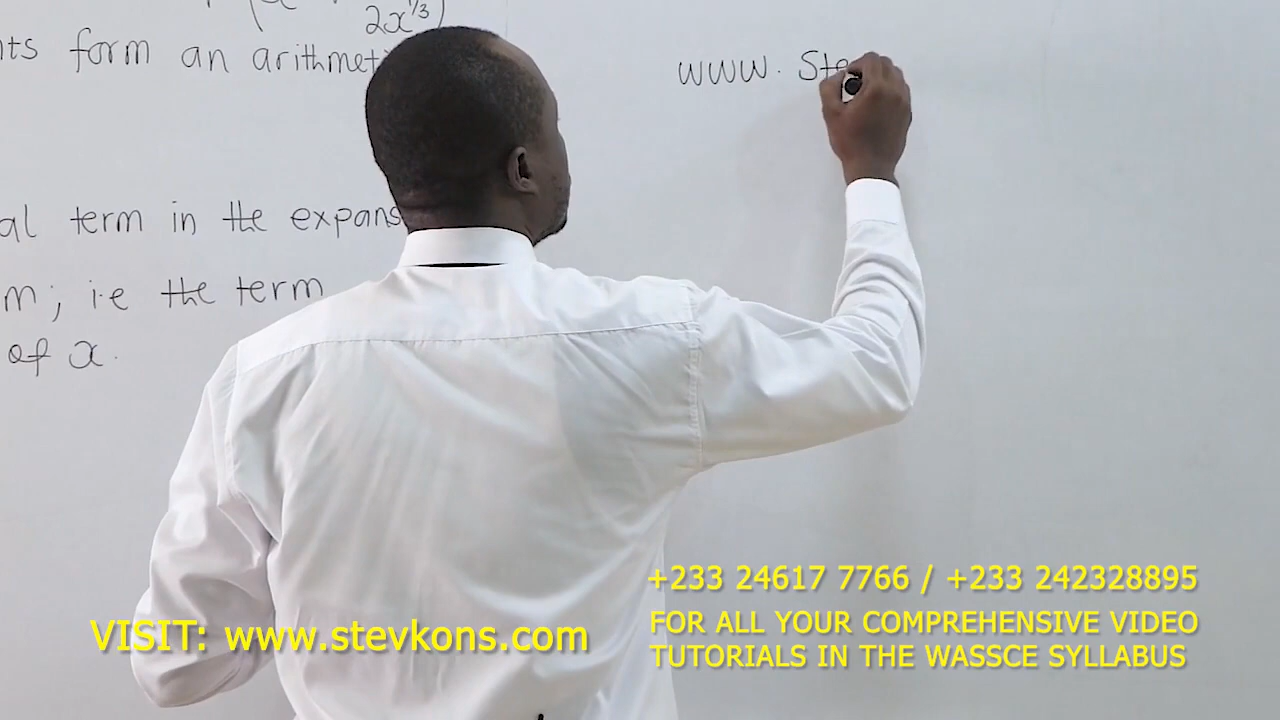 2x^{1/3})
nts form an arithmeti
www. Ste
al term in the expans
m; i.e the term
of x.
+233 24617 7766 / +233 242328895
FOR ALL YOUR COMPREHENSIVE VIDEO
TUTORIALS IN THE WASSCE SYLLABUS
VISIT: www.stevkons.com